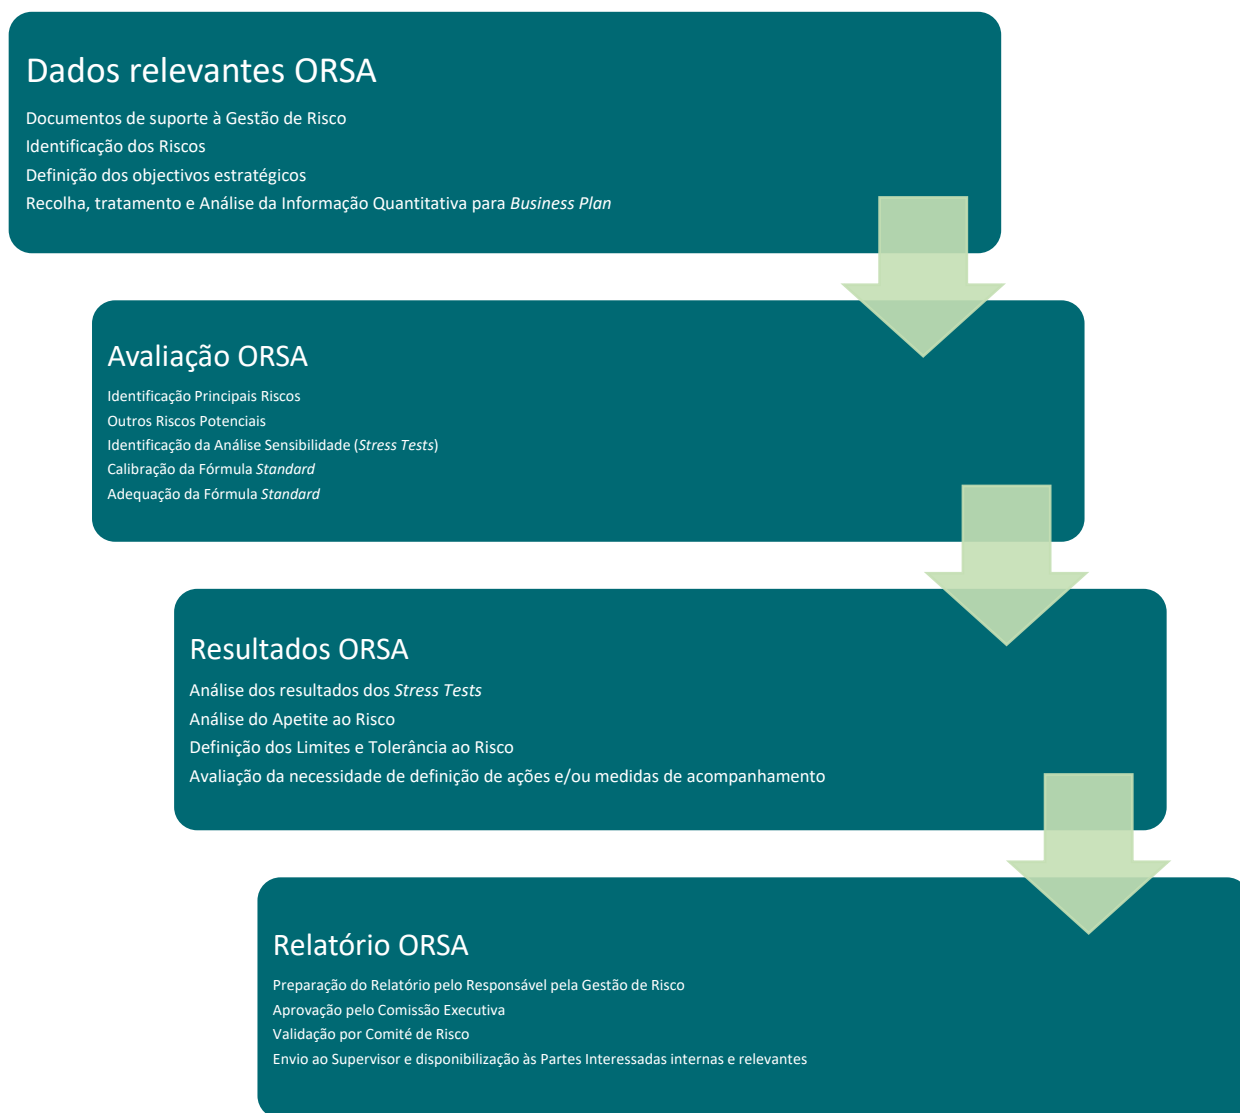 Dados relevantes ORSA
Documentos de suporte à Gestão de Risco
Identificação dos Riscos
Definição dos objectivos estratégicos
Recolha, tratamento e Análise da Informação Quantitativa para Business Plan
Avaliação ORSA
Identificação Principais Riscos
Outros Riscos Potenciais
Identificação da Análise Sensibilidade (Stress Tests)
Calibração da Fórmula Standard
Adequação da Fórmula Standard
Resultados ORSA
Análise dos resultados dos Stress Tests
Análise do Apetite ao Risco
Definição dos Limites e Tolerância ao Risco
Avaliação da necessidade de definição de ações e/ou medidas de acompanhamento
Relatório ORSA
Preparação do Relatório pelo Responsável pela Gestão de Risco
Aprovação pelo Comissão Executiva
Validação por Comité de Risco
Envio ao Supervisor e disponibilização às Partes Interessadas internas e relevantes